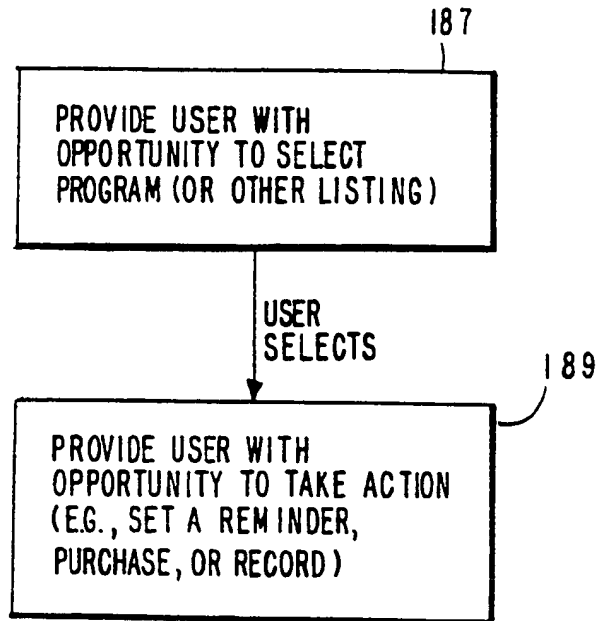 187
PROVIDE USER WITH
OPPORTUNITY TO SELECT
PROGRAM (OR OTHER LISTING)
USER
SELECTS
189
PROVIDE USER WITH
OPPORTUNITY TO TAKE ACTION
(E.G., SET A REMINDER,
PURCHASE, OR RECORD)